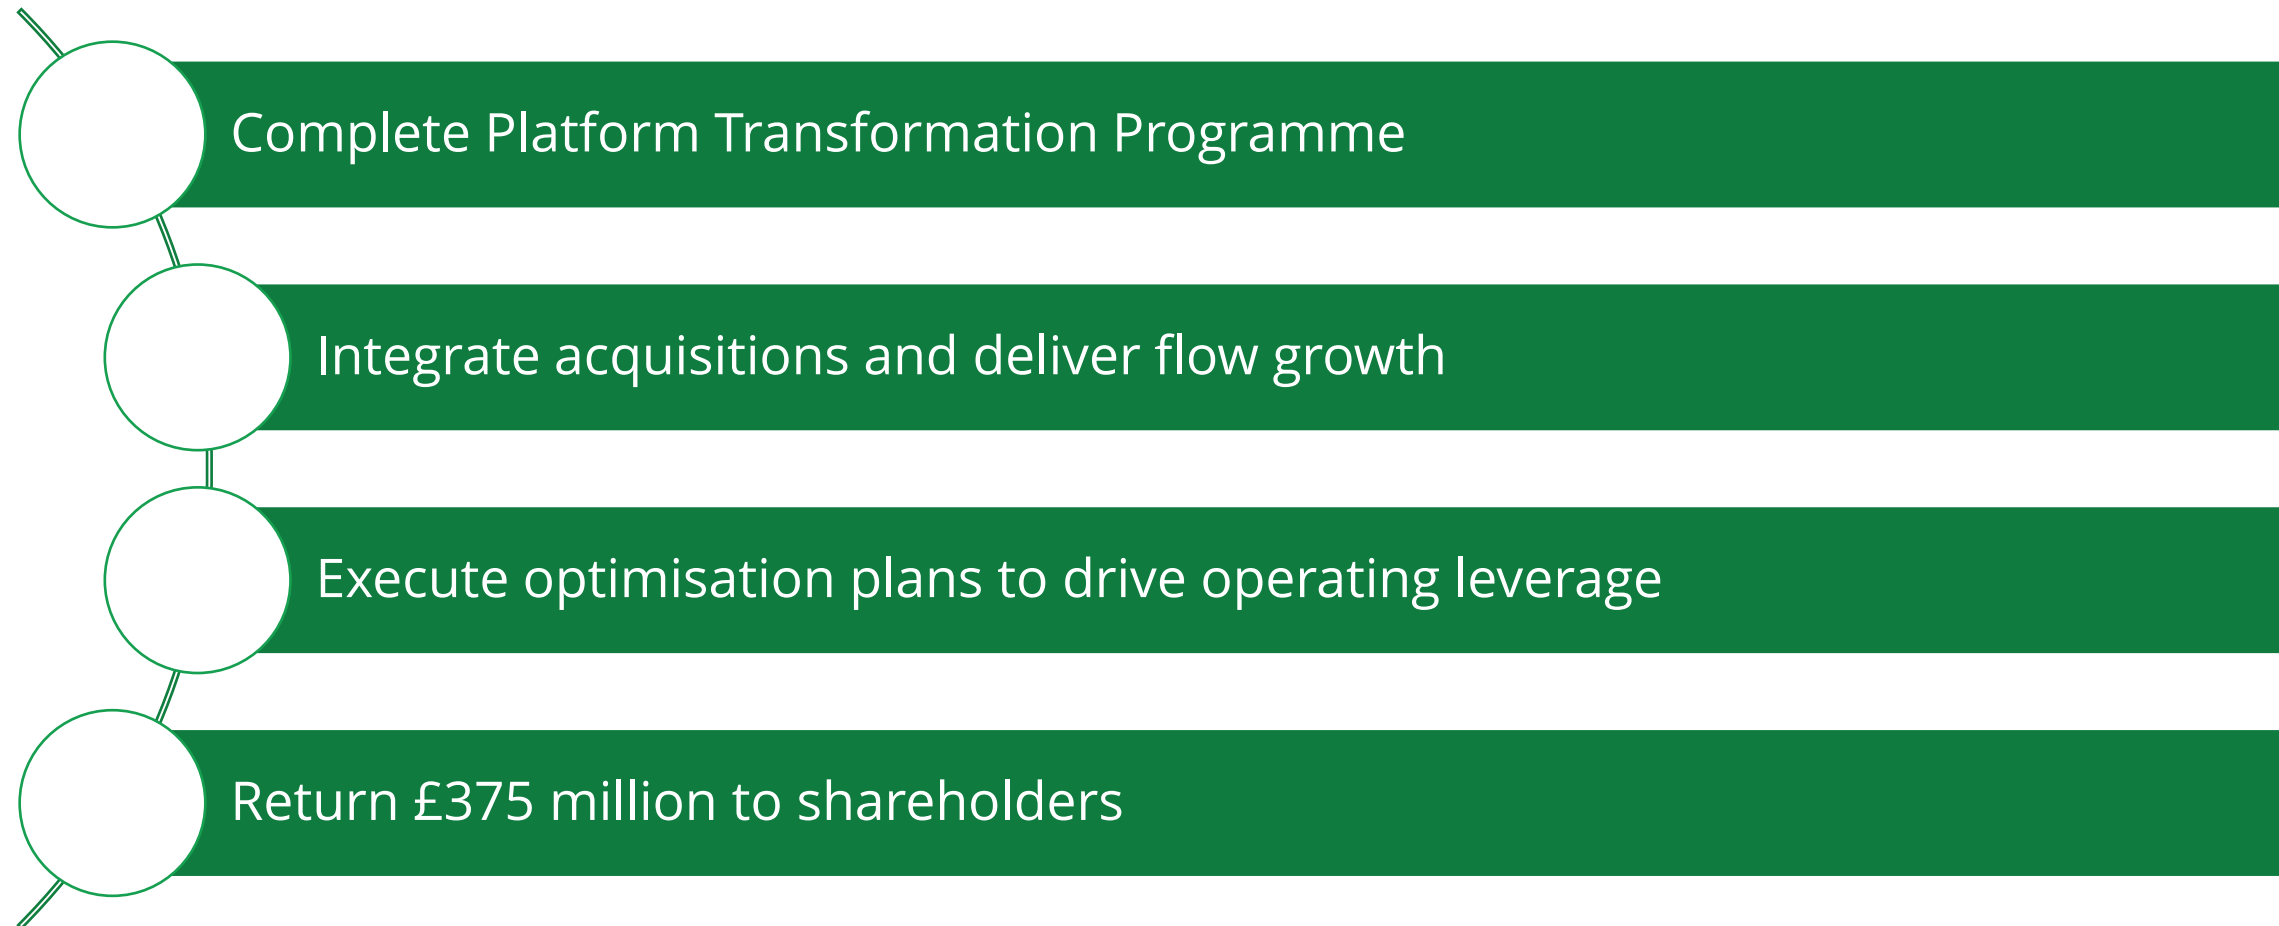 Complete Platform Transformation Programme
Integrate acquisitions and deliver flow growth
Execute optimisation plans to drive operating leverage
Return £375 million to shareholders